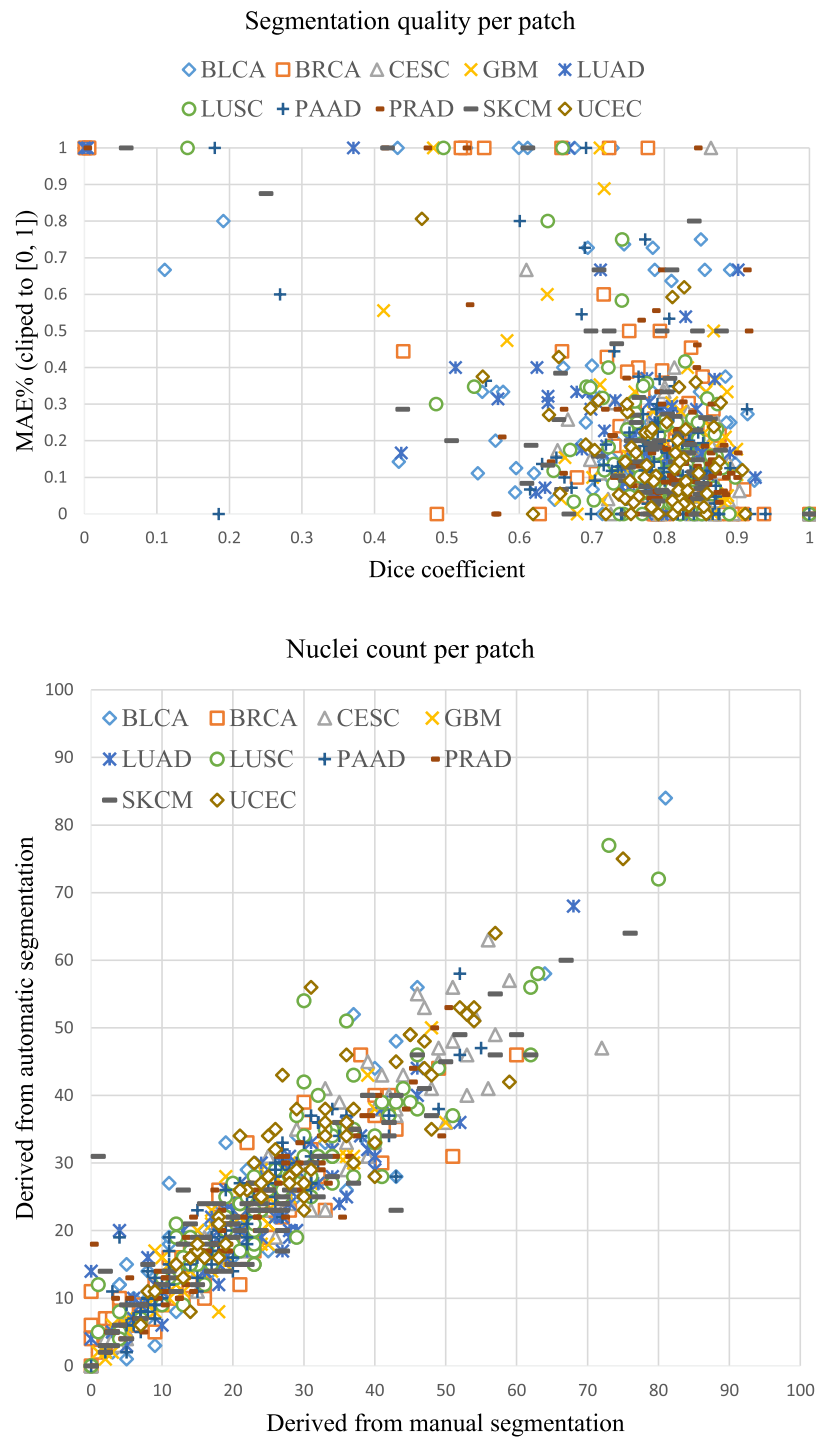 Segmentation quality per patch
BLCA BRCA CESC GBM LUAD
LUSC PAAD PRAD SKCM UCEC
MAE% (cliped to [0, 1])
1
0.9
0.8
0.7
0.6
0.5
0.4
0.3
0.2
0.1
0
0 0.1 0.2 0.3 0.4 0.5 0.6 0.7 0.8 0.9 1
Dice coefficient
Nuclei count per patch
BLCA BRCA CESC GBM
LUAD LUSC PAAD PRAD
SKCM UCEC
Derived from automatic segmentation
100
90
80
70
60
50
40
30
20
10
0
0 10 20 30 40 50 60 70 80 90 100
Derived from manual segmentation